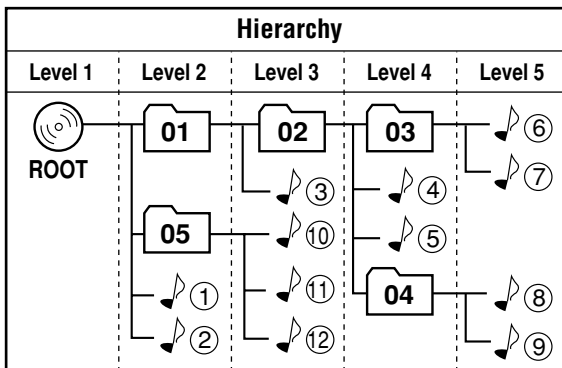 Hierarchy
Level 1 Level 2 Level 3 Level 4 Level 5
01 02 03 ⑥
ROOT ③ ④ ⑦
05 ⑩ ⑤
① ⑪ 04 ⑧
② ⑫ ⑨